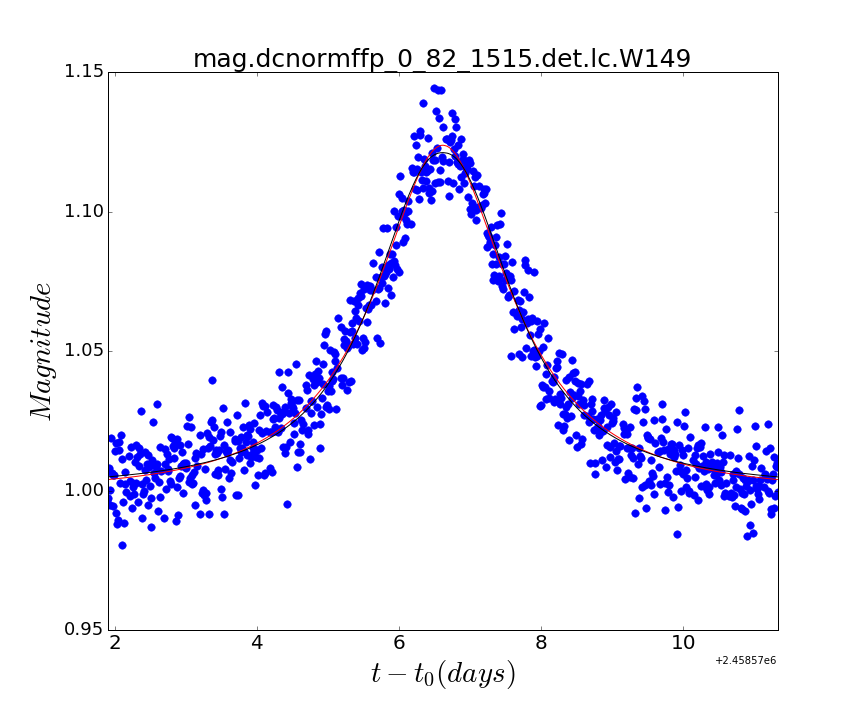 mag.dcnormffp_0_82_1515.det.lc.W149
1.15
1.10
1.05
1.00
0.95
Magnitude
2 4 6 8 10
+2.45857e6
t − t₀(days)